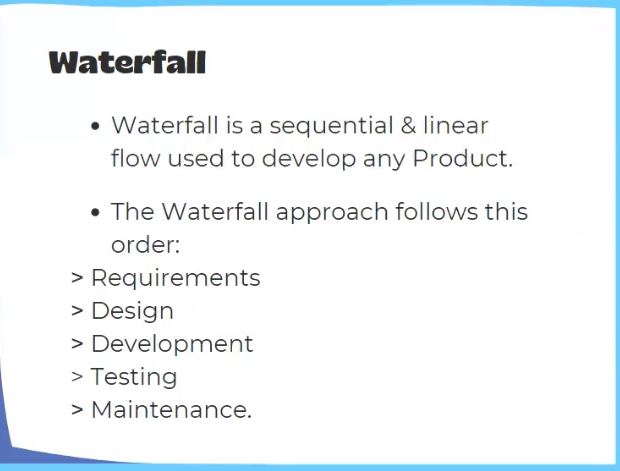 Waterfall
• Waterfall is a sequential & linear
flow used to develop any Product.
• The Waterfall approach follows this
order:
> Requirements
> Design
> Development
> Testing
> Maintenance.